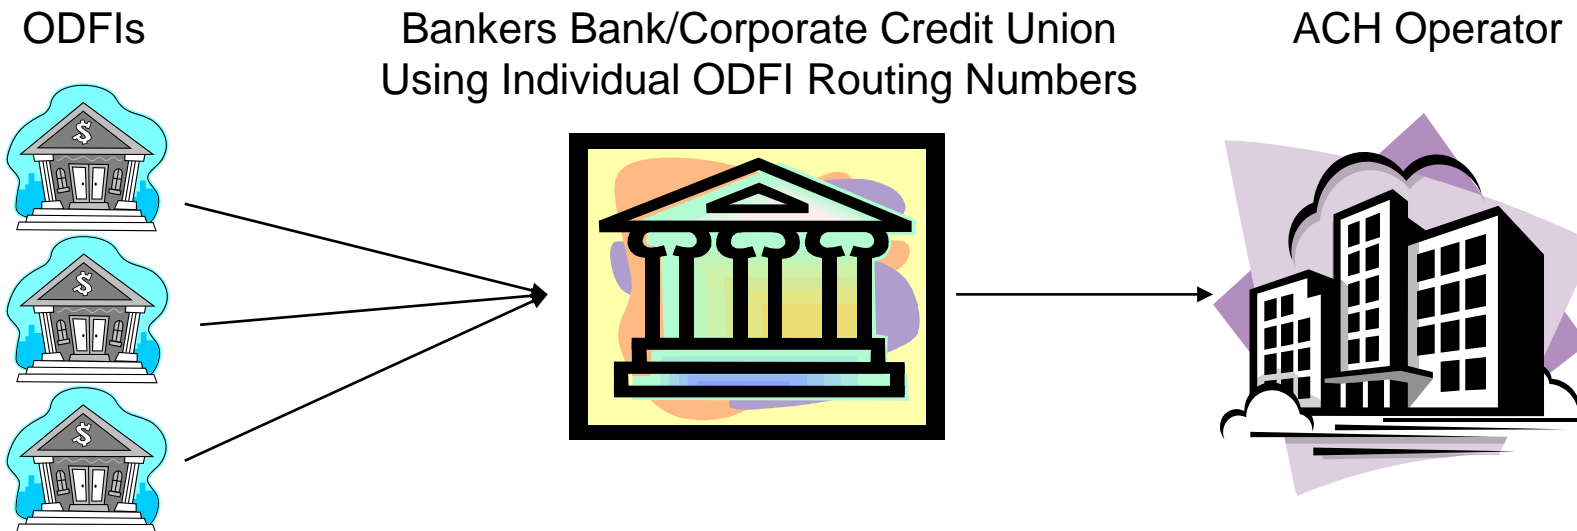 ODFIs
Bankers Bank/Corporate Credit Union
Using Individual ODFI Routing Numbers
ACH Operator
$
$
$